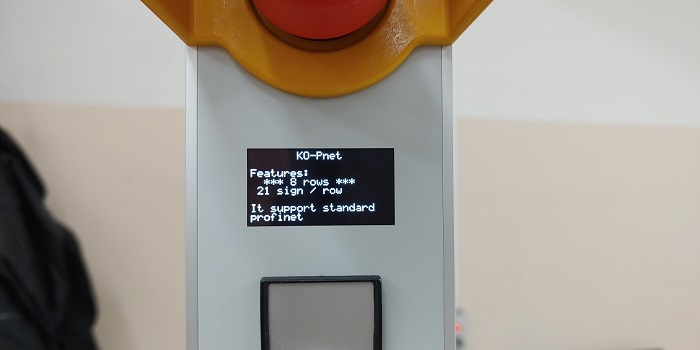 KO-Pnet
Features:
*** 8 rows ***
21 sign / row
It support standard
profinet